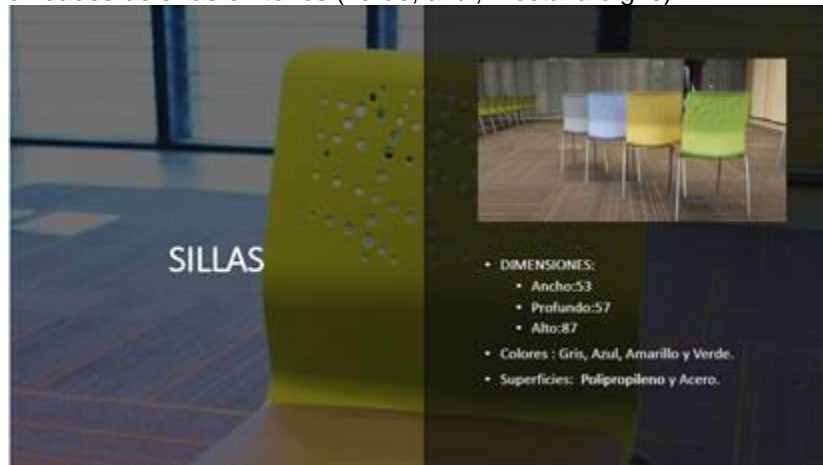 SILLAS
• DIMENSIONES:
• Ancho:53
• Profundo:57
• Alto:87
• Colores : Gris, Azul, Amarillo y Verde.
• Superficies: Polipropileno y Acero.